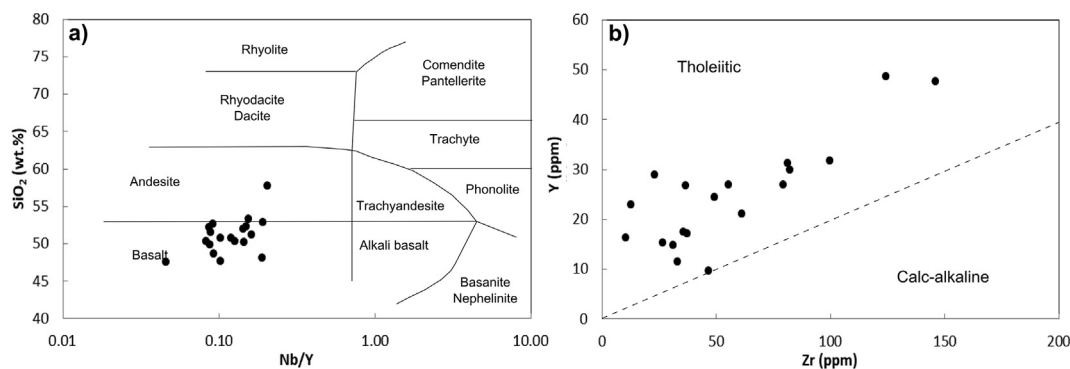 a)
80
75
70
65
60
55
50
45
40
SiO2 (wt.%)
0.01
0.10
1.00
10.00
Nb/Y
Rhyolite
Comendite
Pantellerite
Rhyodacite
Dacite
Trachyte
Andesite
Phonolite
Trachyandesite
Basalt
Alkali basalt
Basanite
Nephelinite
b)
60
50
40
30
20
10
0
Y (ppm)
0
50
100
150
200
Zr (ppm)
Tholeiitic
Calc-alkaline